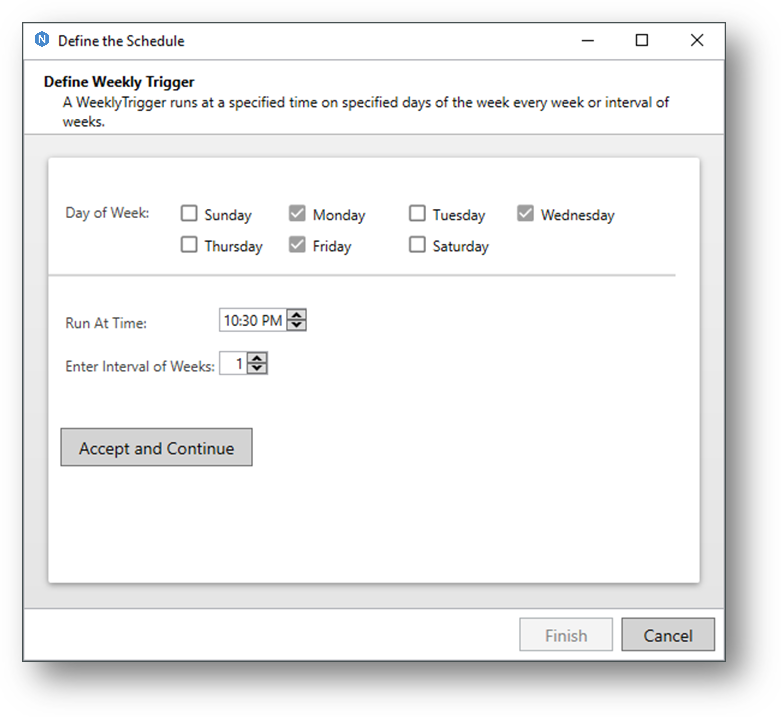 Define the Schedule
Define Weekly Trigger
A WeeklyTrigger runs at a specified time on specified days of the week every week or interval of
weeks.
Day of Week: Sunday Monday Tuesday Wednesday
Thursday Friday Saturday
Run At Time: 10:30 PM
Enter Interval of Weeks: 1
Accept and Continue
Finish Cancel